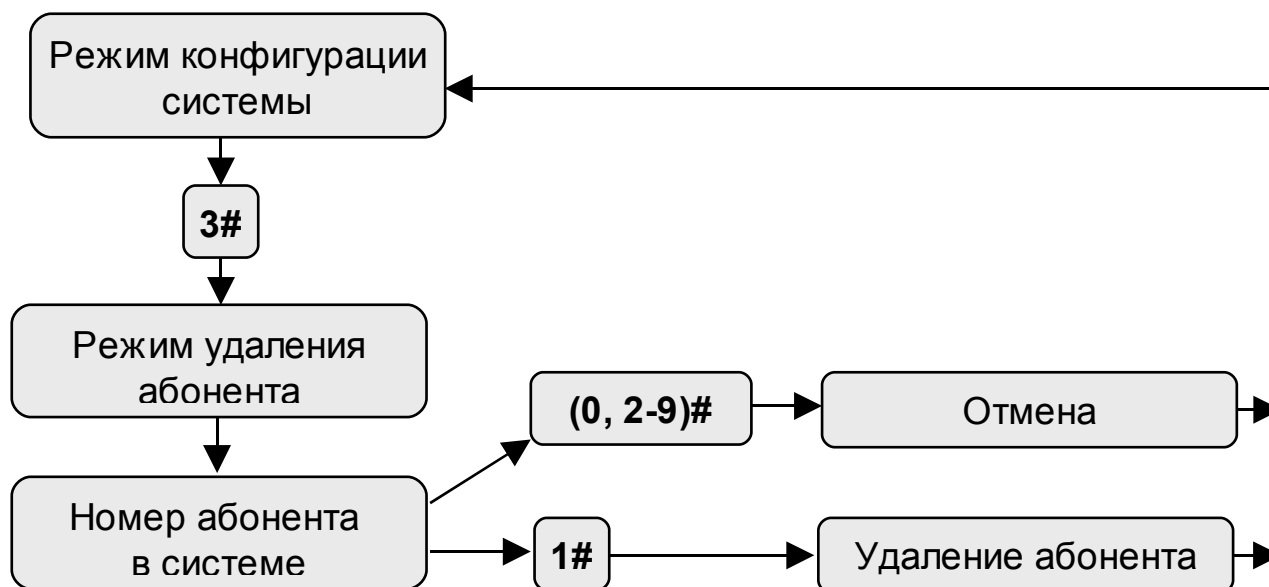 Режим конфигурации
системы
3#
Режим удаления
абонента
(0, 2-9)#
Отмена
Номер абонента
в системе
1#
Удаление абонента